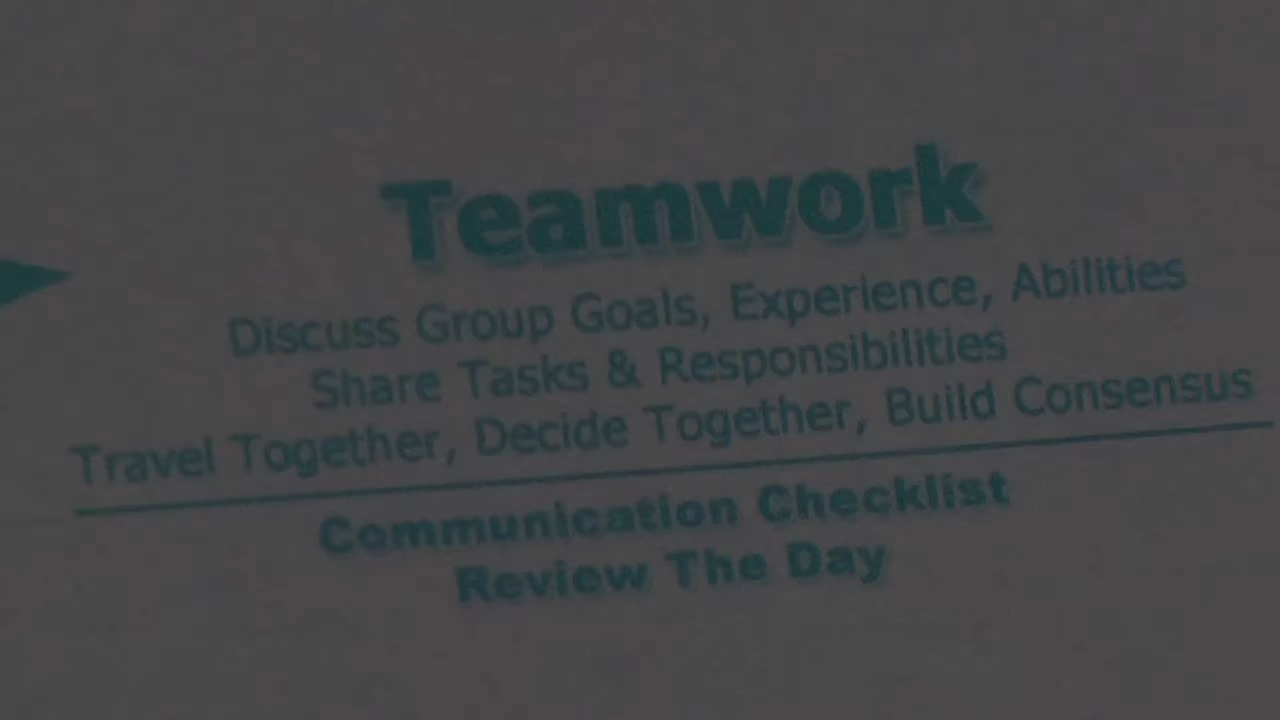 Teamwork
Discuss Group Goals, Experience, Abilities
Share Tasks & Responsibilities
Travel Together, Decide Together, Build Consensus
Communication Checklist
Review The Day